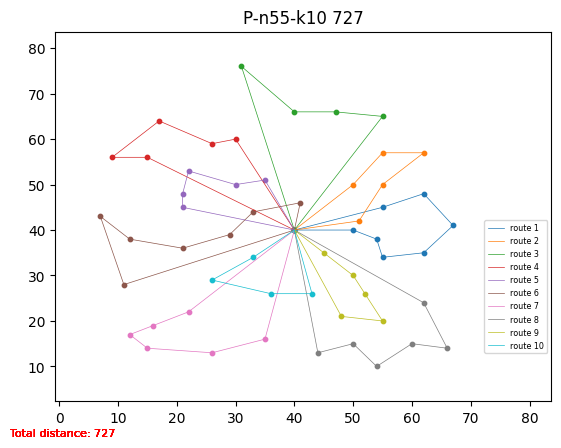 P-n55-k10 727
80
70
60
50
40
30
20
10
0 10 20 30 40 50 60 70 80
route 1
route 2
route 3
route 4
route 5
route 6
route 7
route 8
route 9
route 10
Total distance: 727